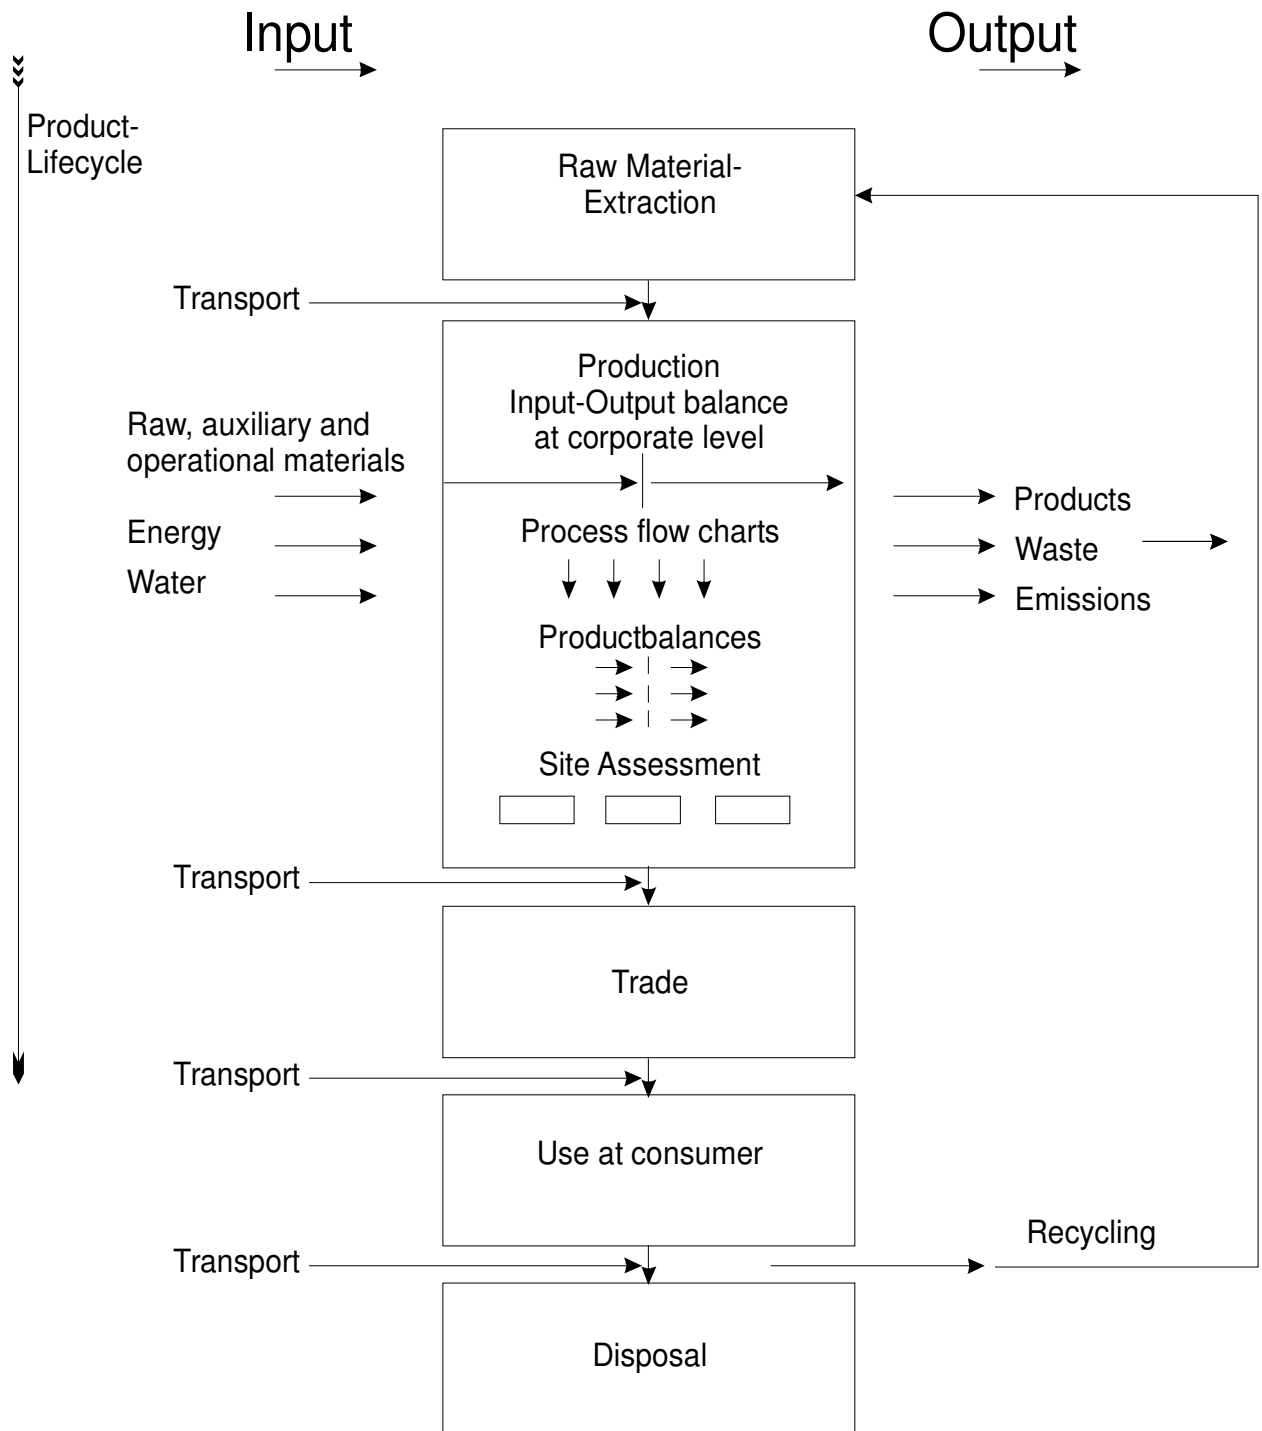 Input
Output
Product-
Lifecycle
Raw Material-
Extraction
Transport
Production
Input-Output balance
at corporate level
Raw, auxiliary and
operational materials
Energy
Water
Process flow charts
Products
Waste
Emissions
Productbalances
Site Assessment
Transport
Trade
Transport
Use at consumer
Recycling
Transport
Disposal